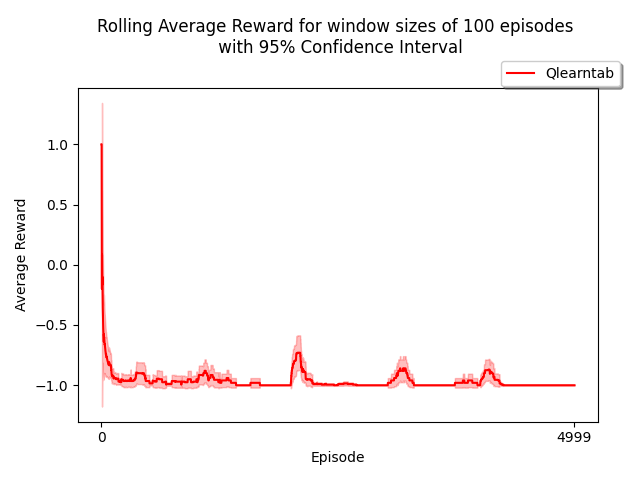 Rolling Average Reward for window sizes of 100 episodes
with 95% Confidence Interval
Qlearntab
1.0
0.5
0.0
−0.5
−1.0
Average Reward
0
4999
Episode